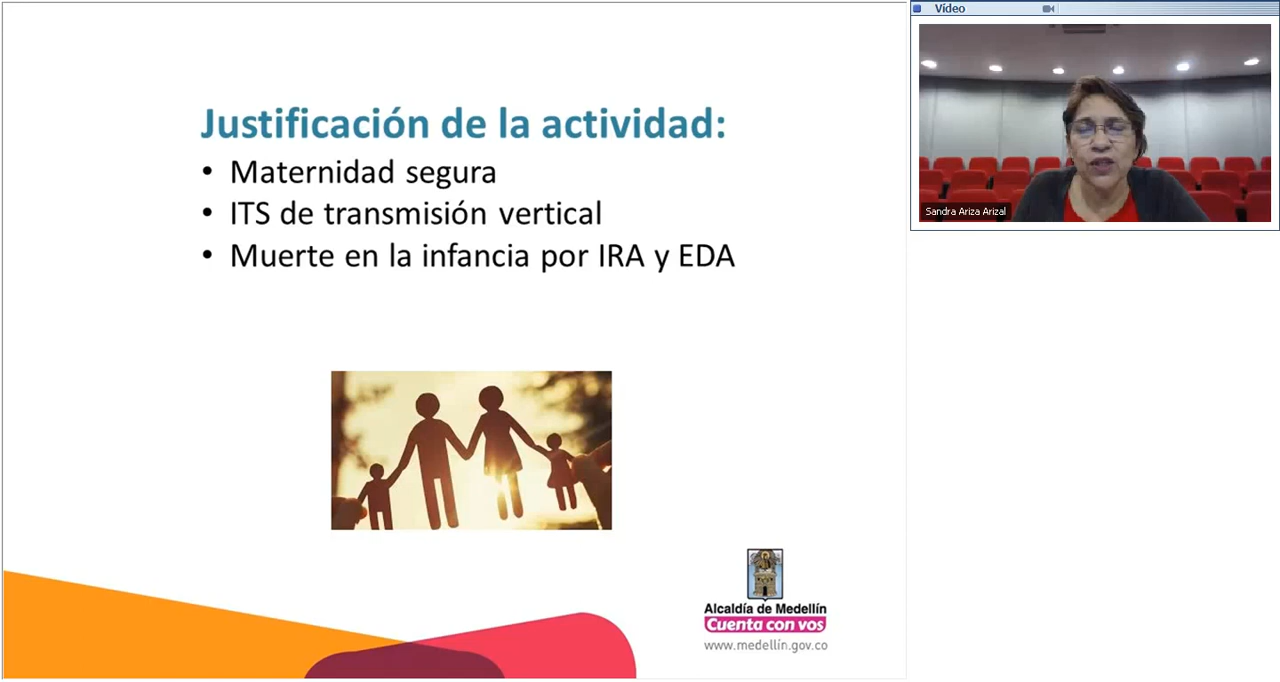 Justificación de la actividad:
• Maternidad segura
• ITS de transmisión vertical
• Muerte en la infancia por IRA y EDA
Alcaldía de Medellín
Cuenta con vos
www.medellín.gov.co
Vídeo
Sandra Ariza Arizal